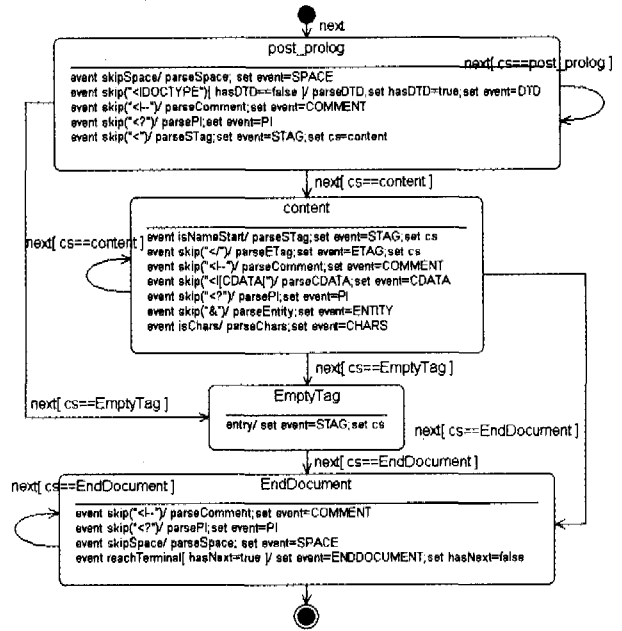 next
post_prolog
next[ cs==post_prolog ]
event skipSpace/ parseSpace; set event=SPACE
event skip("<!DOCTYPE")[ hasDTD==false ]/ parseDTD,set hasDTD=true;set event=DTD
event skip("<!--")/ parseComment;set event=COMMENT
event skip("<?")/ parsePI;set event=PI
event skip("<")/ parseSTag;set event=STAG;set cs=content
next[ cs==content ]
content
next[ cs==content ]
event isNameStart/ parseSTag;set event=STAG;set cs
event skip("</")/ parseETag;set event=ETAG;set cs
event skip("<!--")/ parseComment;set event=COMMENT
event skip("<![CDATA[")/ parseCDATA;set event=CDATA
event skip("<?")/ parsePI;set event=PI
event skip("&")/ parseEntity;set event=ENTITY
event isChars/ parseChars;set event=CHARS
next[ cs==EmptyTag ]
EmptyTag
next[ cs==EmptyTag ]
entry/ set event=STAG;set cs
next[ cs==EndDocument ]
next[ cs==EndDocument ]
next[ cs==EndDocument ]
EndDocument
event skip("<!--")/ parseComment;set event=COMMENT
event skip("<?")/ parsePI;set event=PI
event skipSpace/ parseSpace; set event=SPACE
event reachTerminal[ hasNext=true ]/ set event=ENDDOCUMENT;set hasNext=false